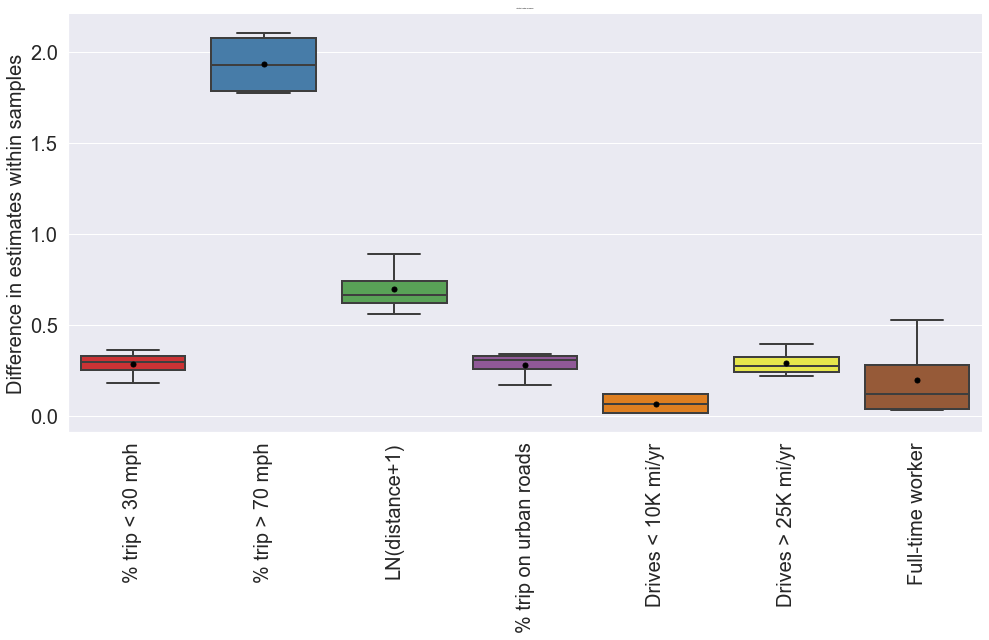 Difference in estimates within samples
2.0
1.5
1.0
0.5
0.0
% trip < 30 mph
% trip > 70 mph
LN(distance+1)
% trip on urban roads
Drives < 10K mi/yr
Drives > 25K mi/yr
Full-time worker